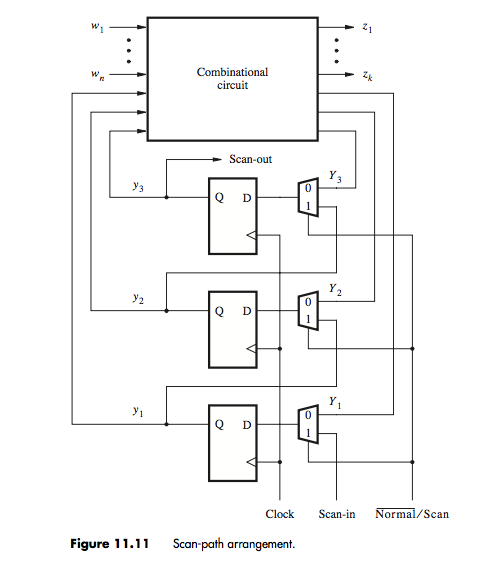 w1 z1
Combinational
circuit
wn zk
Scan-out
Y3
y3 Q D 0
1
Y2
y2 Q D 0
1
Y1
y1 Q D 0
1
Clock Scan-in Normal/Scan
Figure 11.11 Scan-path arrangement.